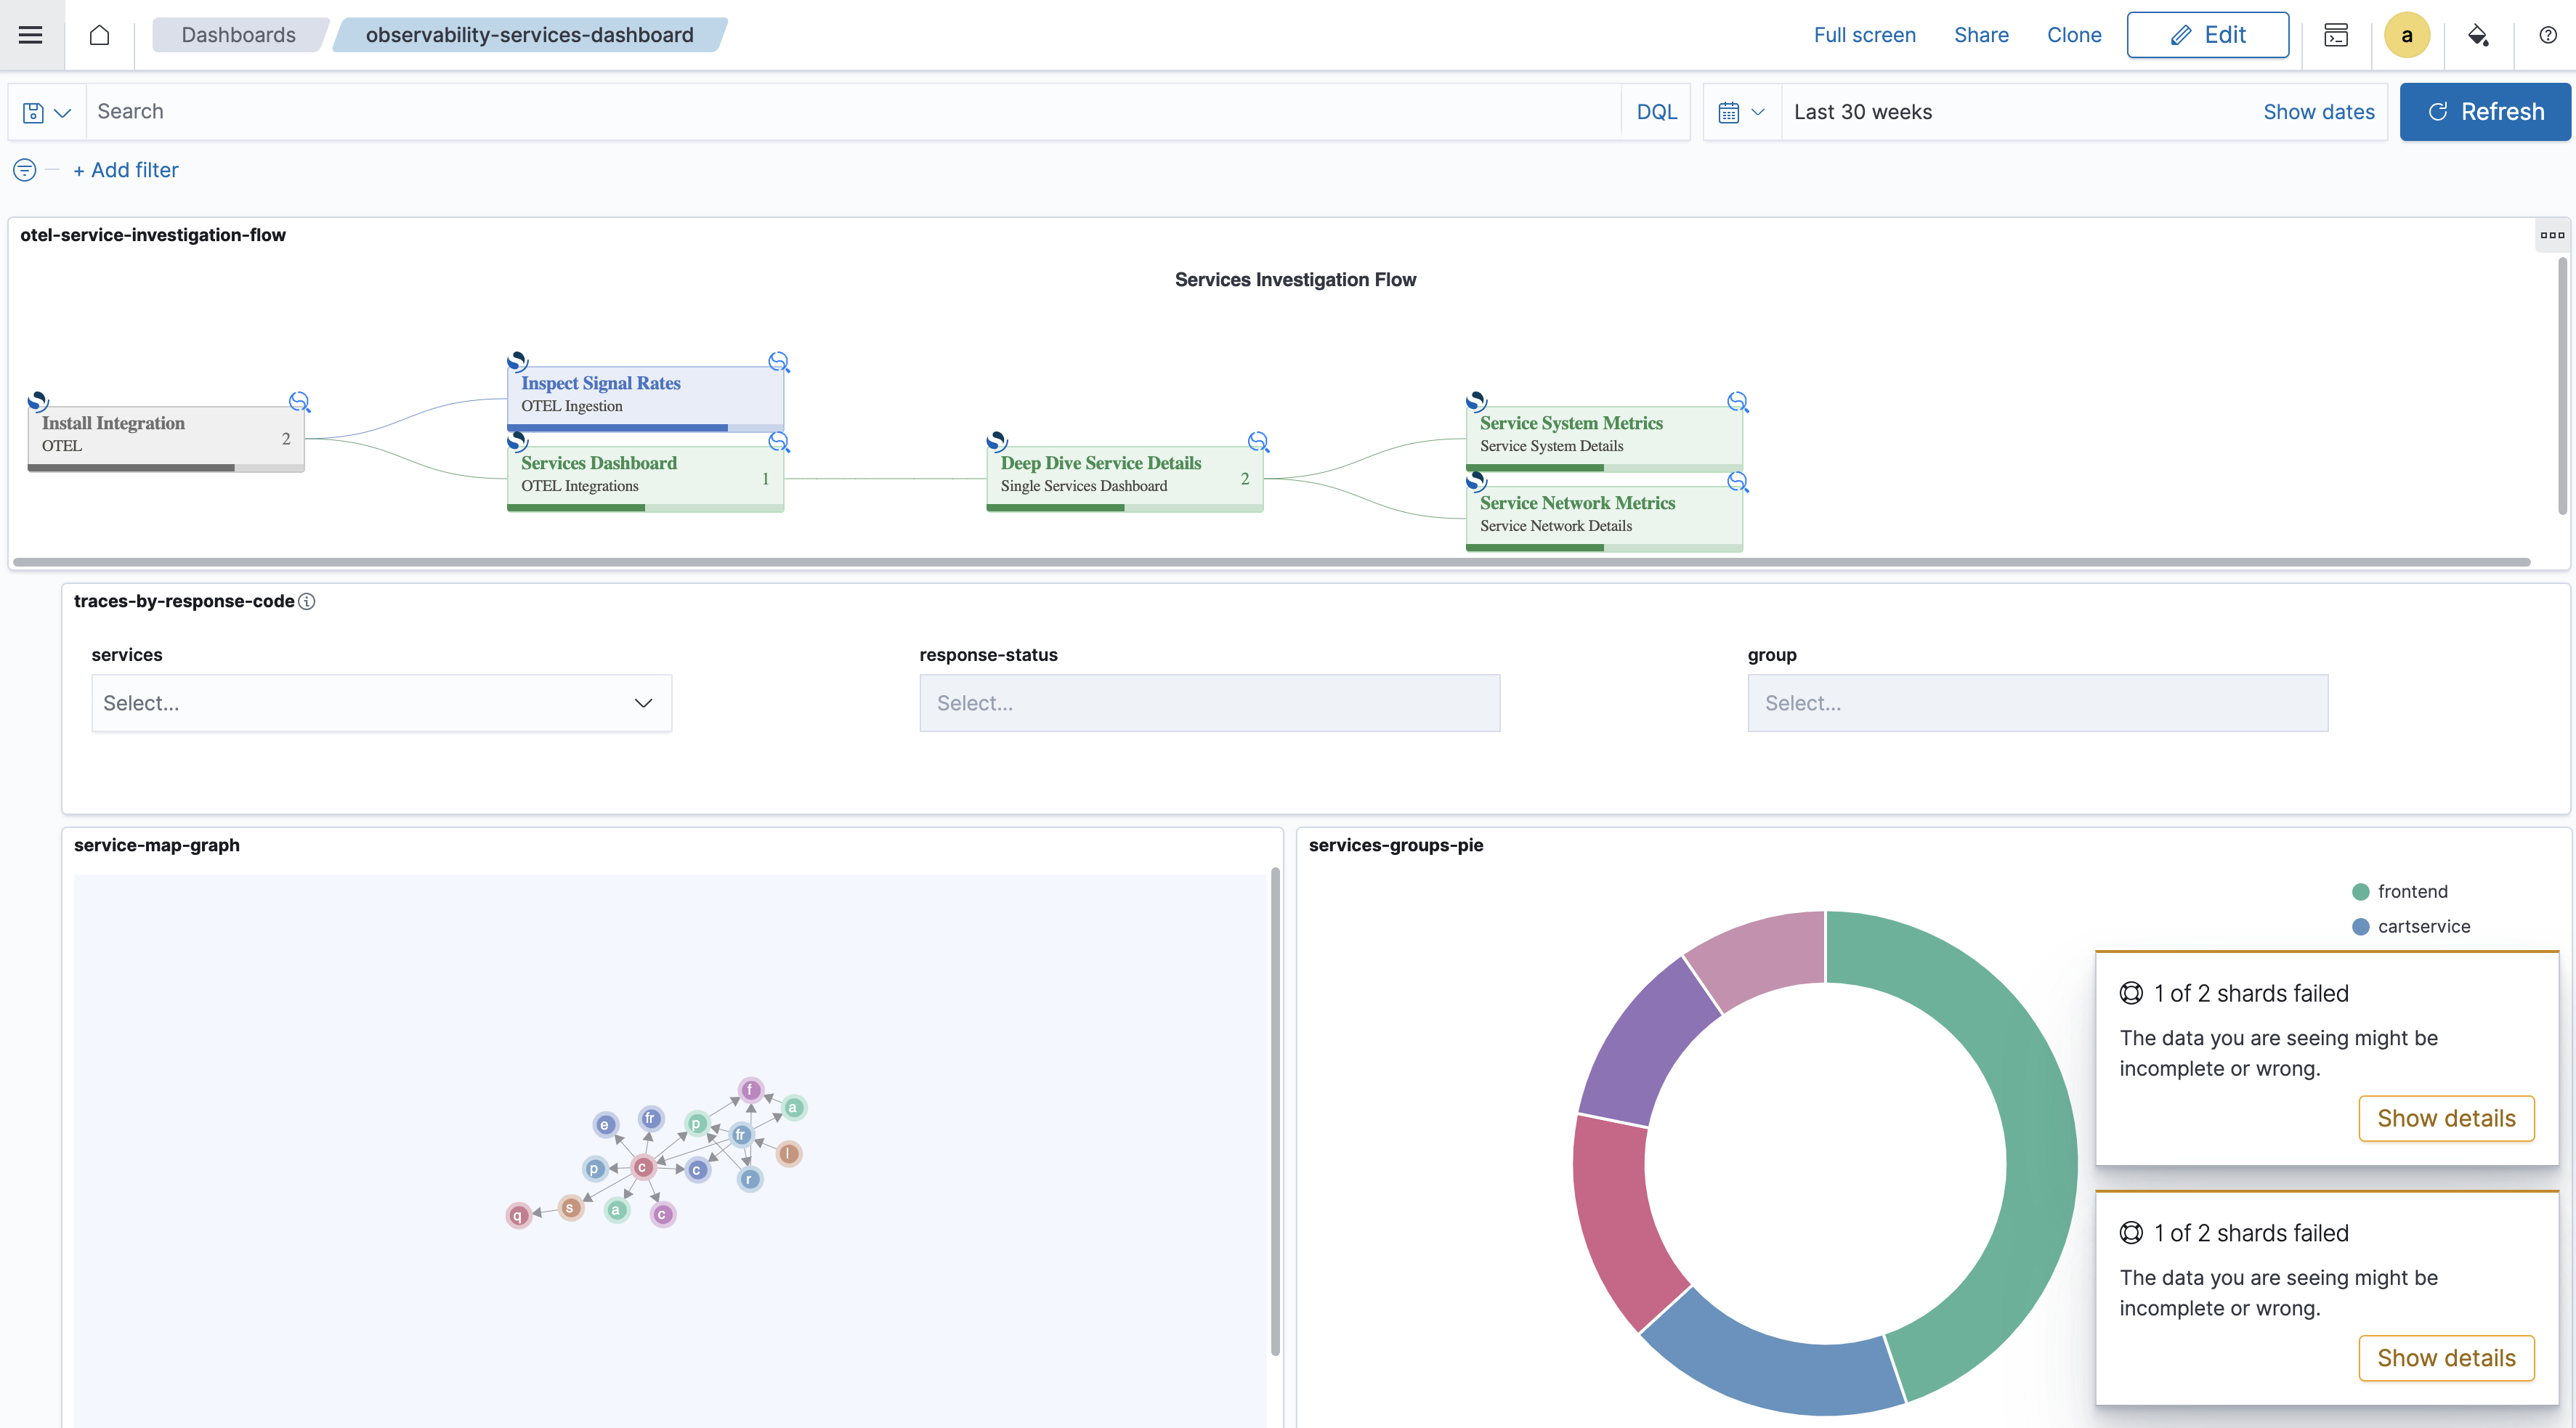 Dashboards
observability-services-dashboard
Full screen
Share
Clone
Edit
a
Search
DQL
Last 30 weeks
Show dates
Refresh
+ Add filter
otel-service-investigation-flow
Services Investigation Flow
Install Integration
OTEL
2
Inspect Signal Rates
OTEL Ingestion
Services Dashboard
OTEL Integrations
1
Deep Dive Service Details
Single Services Dashboard
2
Service System Metrics
Service System Details
Service Network Metrics
Service Network Details
traces-by-response-code
services
response-status
group
Select...
Select...
Select...
service-map-graph
f
a
e
fr
p
fr
l
p
c
c
r
q
s
a
c
services-groups-pie
frontend
cartservice
1 of 2 shards failed
The data you are seeing might be
incomplete or wrong.
Show details
1 of 2 shards failed
The data you are seeing might be
incomplete or wrong.
Show details